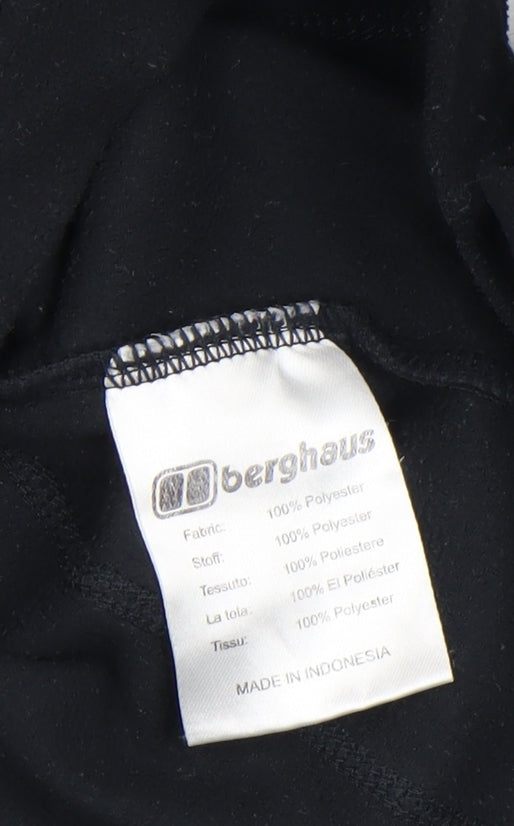 berghaus
Fabric: 100% Polyester
Stoff: 100% Polyester
Tessuto: 100% Poliestere
La tela: 100% El Poliéster
Tissu: 100% Polyester
MADE IN INDONESIA